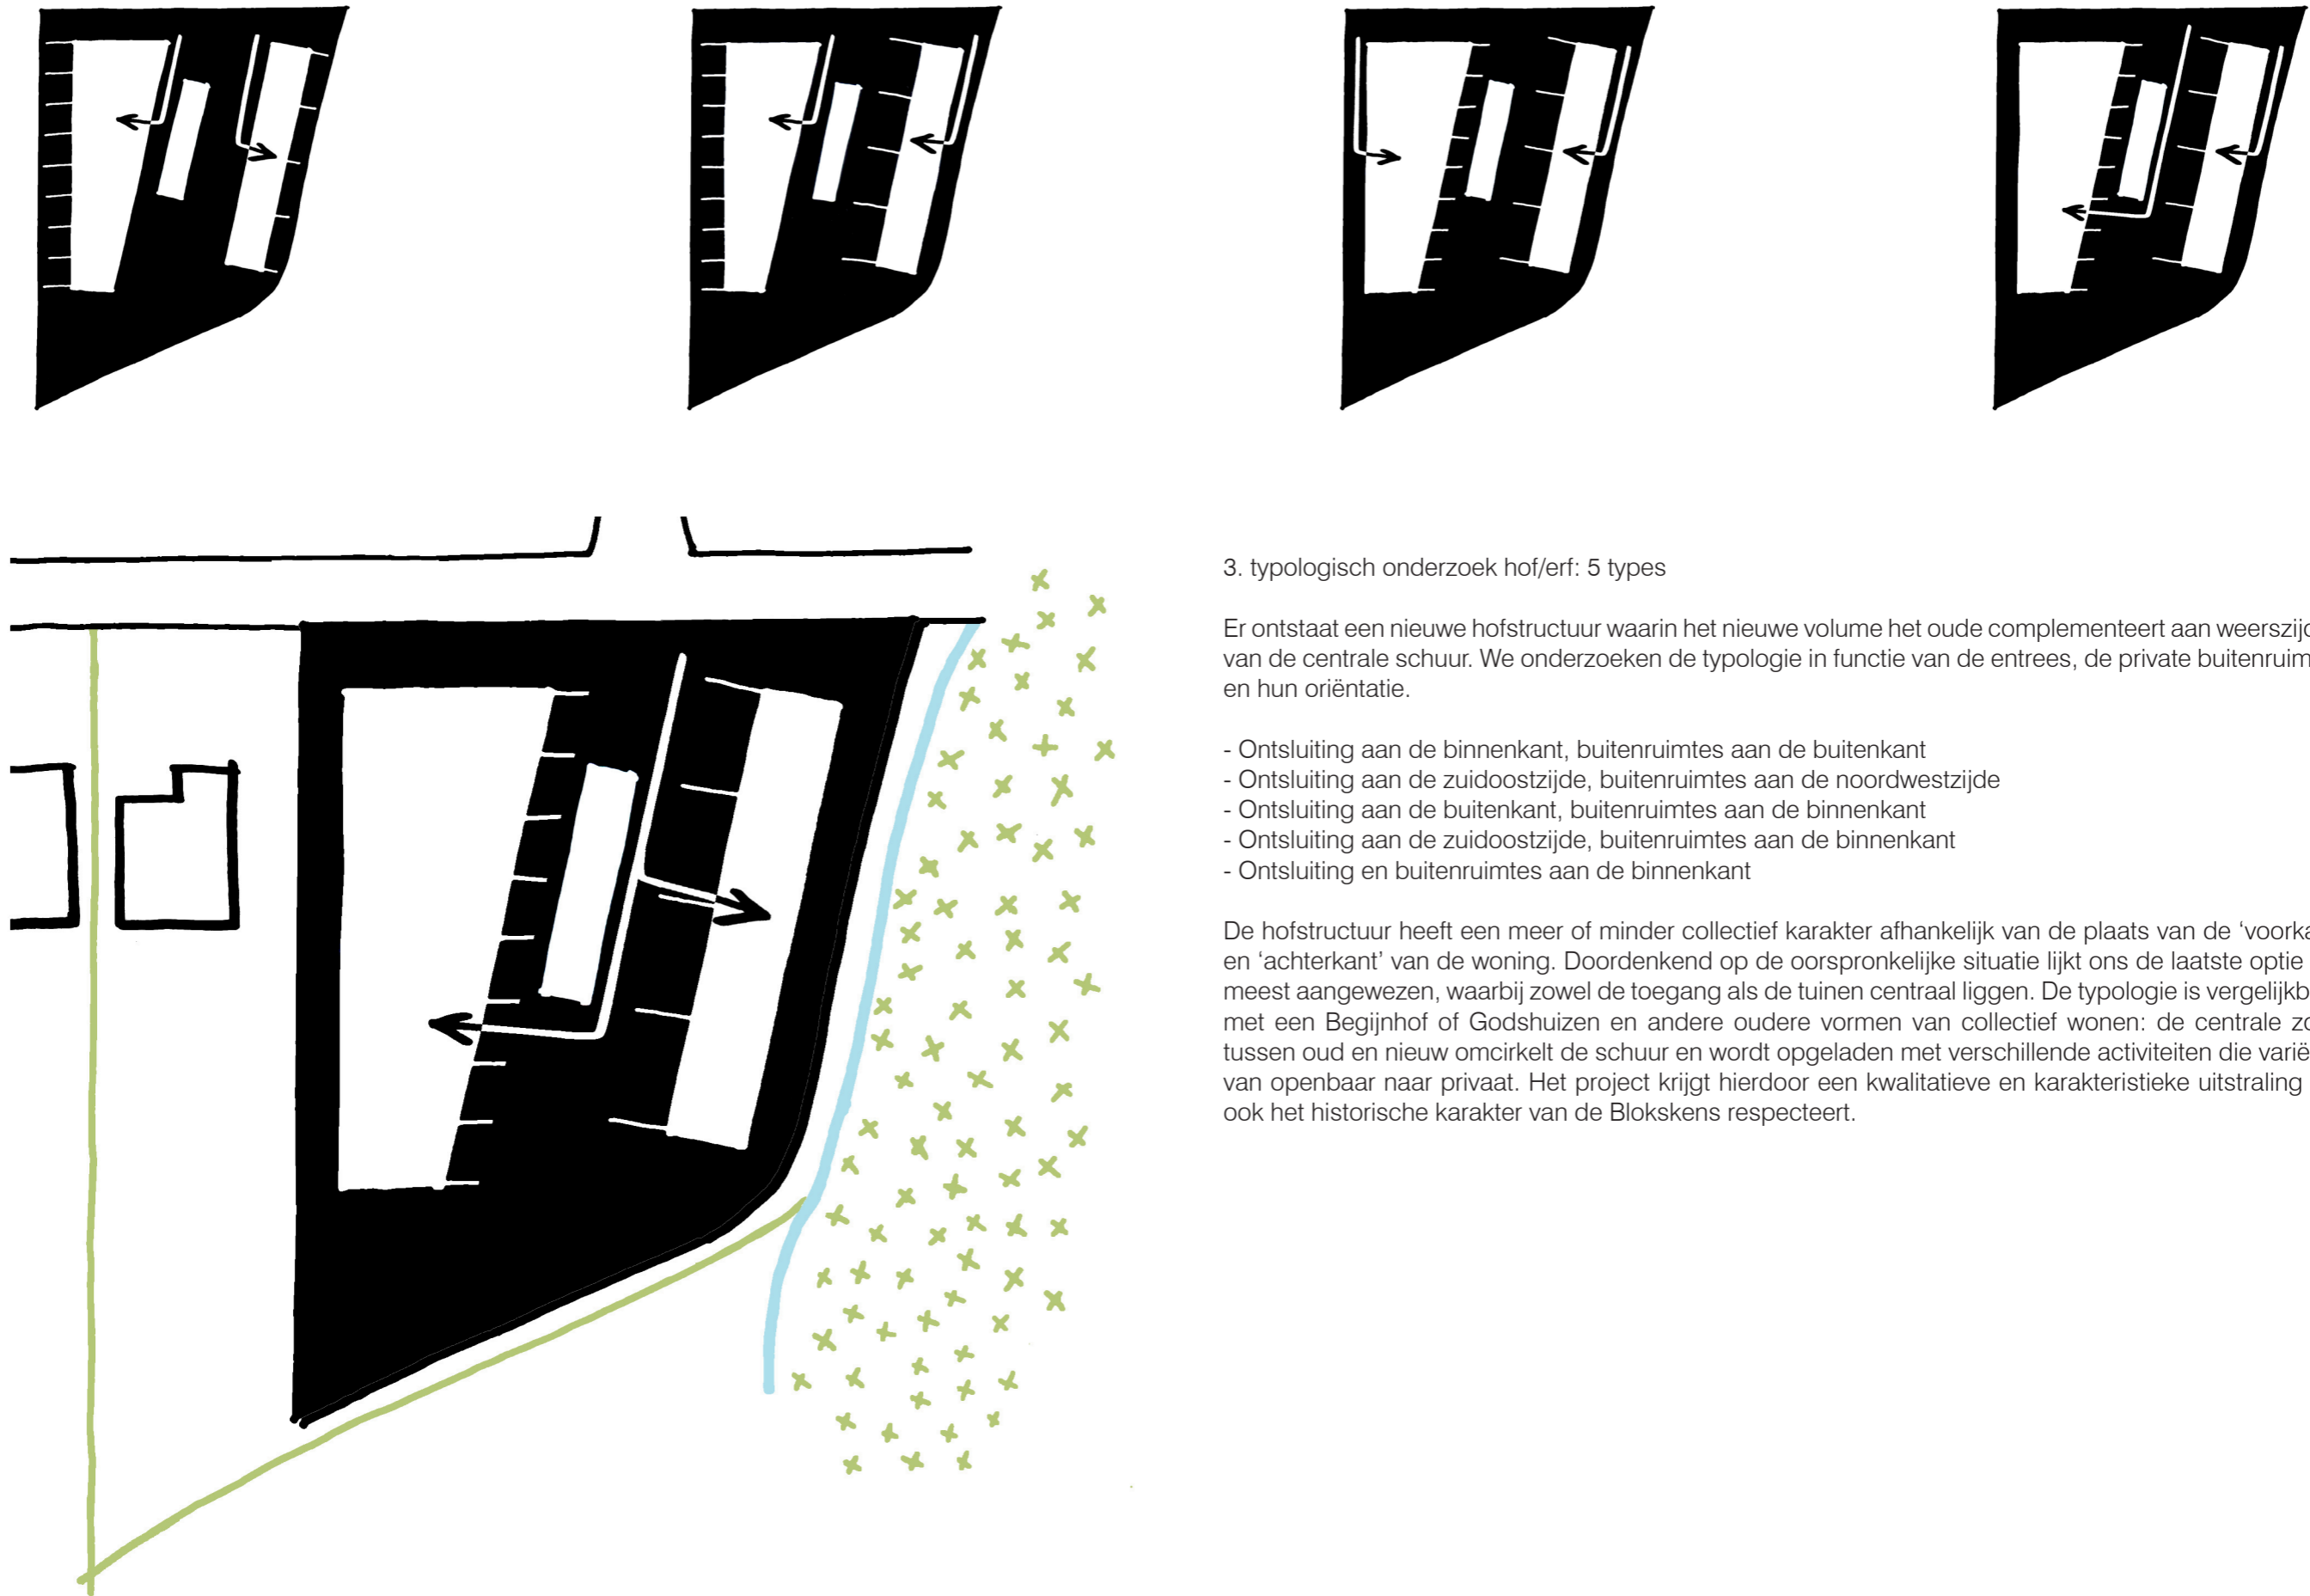 3. typologisch onderzoek hof/erf: 5 types
Er ontstaat een nieuwe hofstructuur waarin het nieuwe volume het oude complementeert aan
van de centrale schuur. We onderzoeken de typologie in functie van de entrees, de private
en hun oriëntatie.
- Ontsluiting aan de binnenkant, buitenruimtes aan de buitenkant
- Ontsluiting aan de zuidoostzijde, buitenruimtes aan de noordwestzijde
- Ontsluiting aan de buitenkant, buitenruimtes aan de binnenkant
- Ontsluiting aan de zuidoostzijde, buitenruimtes aan de binnenkant
- Ontsluiting en buitenruimtes aan de binnenkant
De hofstructuur heeft een meer of minder collectief karakter afhankelijk van de plaats van de
en ‘achterkant’ van de woning. Doordenkend op de oorspronkelijke situatie lijkt ons de laatste optie
meest aangewezen, waarbij zowel de toegang als de tuinen centraal liggen. De typologie is
met een Begijnhof of Godshuizen en andere oudere vormen van collectief wonen: de centrale
tussen oud en nieuw omcirkelt de schuur en wordt opgeladen met verschillende activiteiten die
van openbaar naar privaat. Het project krijgt hierdoor een kwalitatieve en karakteristieke uitstraling
ook het historische karakter van de Blokskens respecteert.